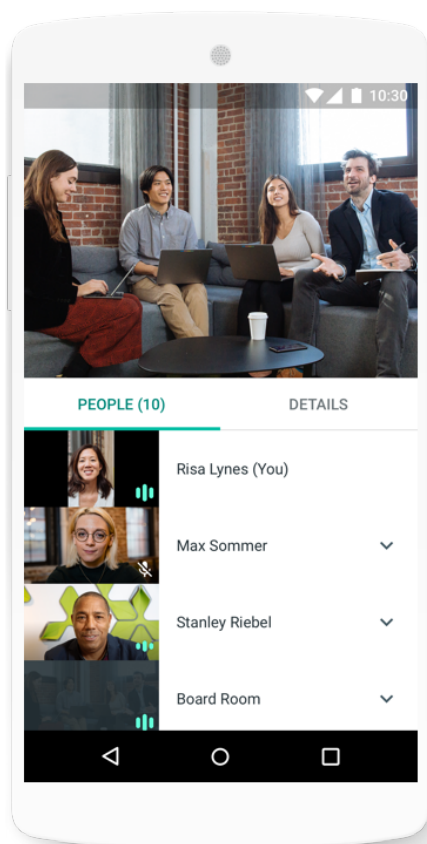 10:30
PEOPLE (10)
DETAILS
Risa Lynes (You)
Max Sommer
Stanley Riebel
Board Room